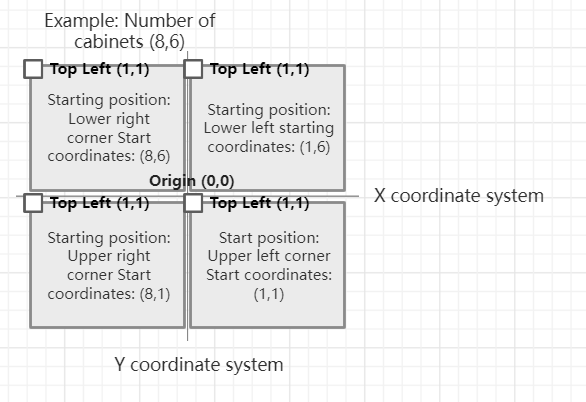 Example: Number of
cabinets (8,6)
Top Left (1,1)
Starting position:
Lower right
corner Start
coordinates: (8,6)
Top Left (1,1)
Starting position:
Lower left starting
coordinates: (1,6)
Origin (0,0)
X coordinate system
Top Left (1,1)
Starting position:
Upper right
corner Start
coordinates: (8,1)
Top Left (1,1)
Start position:
Upper left corner
Start coordinates:
(1,1)
Y coordinate system